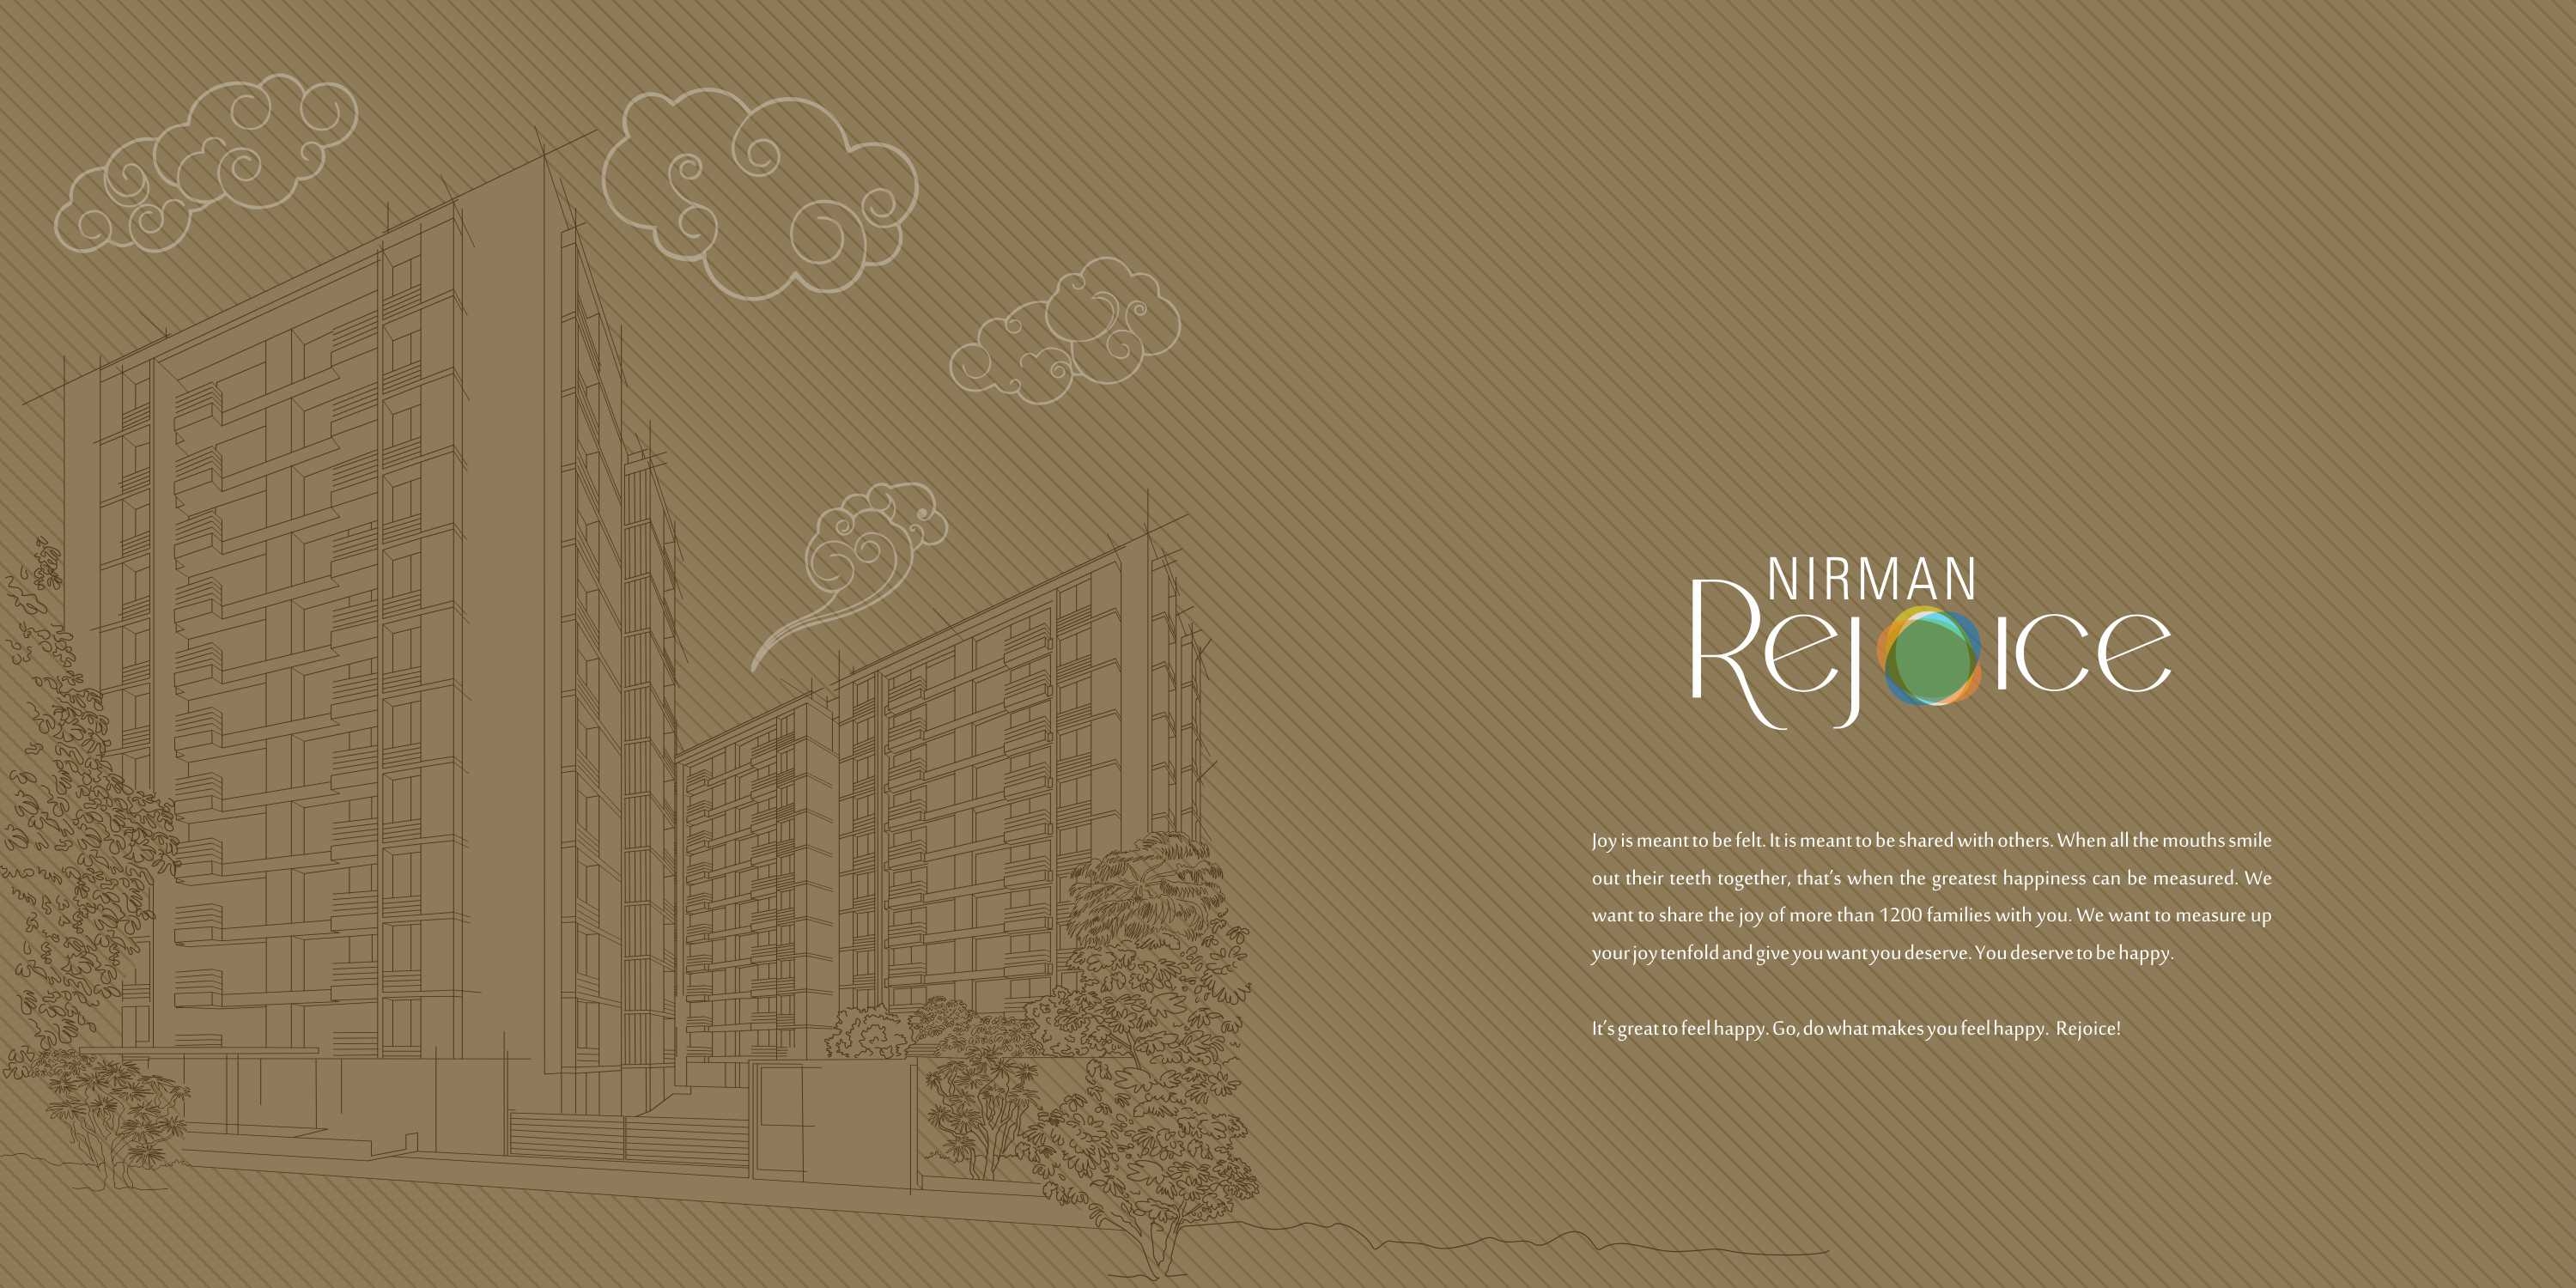 NIRMAN
Rejoice
Joy is meant to be felt. It is meant to be shared with others. When all the mouths smile
out their teeth together, that’s when the greatest happiness can be measured. We
want to share the joy of more than 1200 families with you. We want to measure up
your joy tenfold and give you want you deserve. You deserve to be happy.
It’s great to feel happy. Go, do what makes you feel happy. Rejoice!